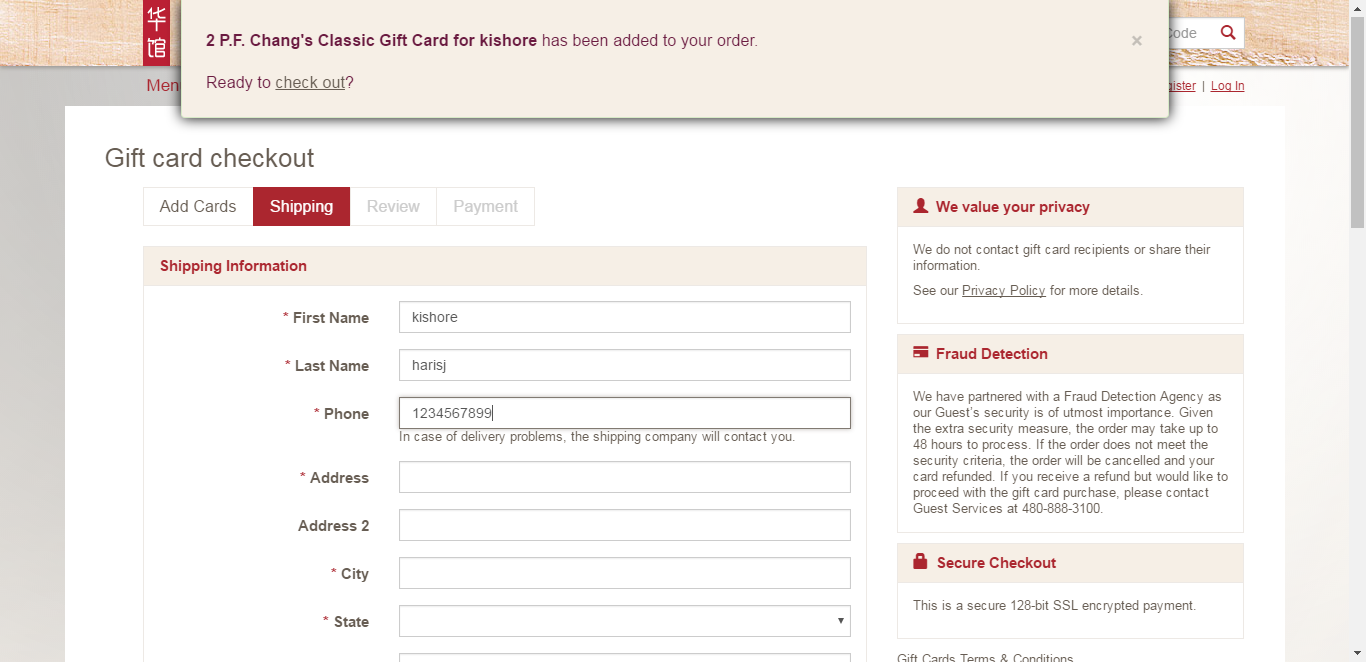 华
馆
2 P.F. Chang's Classic Gift Card for kishore has been added to your order.
×
Ready to check out?
Code
Men
ister | Log In
Gift card checkout
Add Cards
Shipping
Review
Payment
Shipping Information
* First Name
kishore
* Last Name
harisj
* Phone
1234567899
In case of delivery problems, the shipping company will contact you.
* Address
Address 2
* City
* State
We value your privacy
We do not contact gift card recipients or share their
information.
See our Privacy Policy for more details.
Fraud Detection
We have partnered with a Fraud Detection Agency as
our Guest's security is of utmost importance. Given
the extra security measure, the order may take up to
48 hours to process. If the order does not meet the
security criteria, the order will be cancelled and your
card refunded. If you receive a refund but would like to
proceed with the gift card purchase, please contact
Guest Services at 480-888-3100.
Secure Checkout
This is a secure 128-bit SSL encrypted payment.
Gift Cards Terms & Conditions